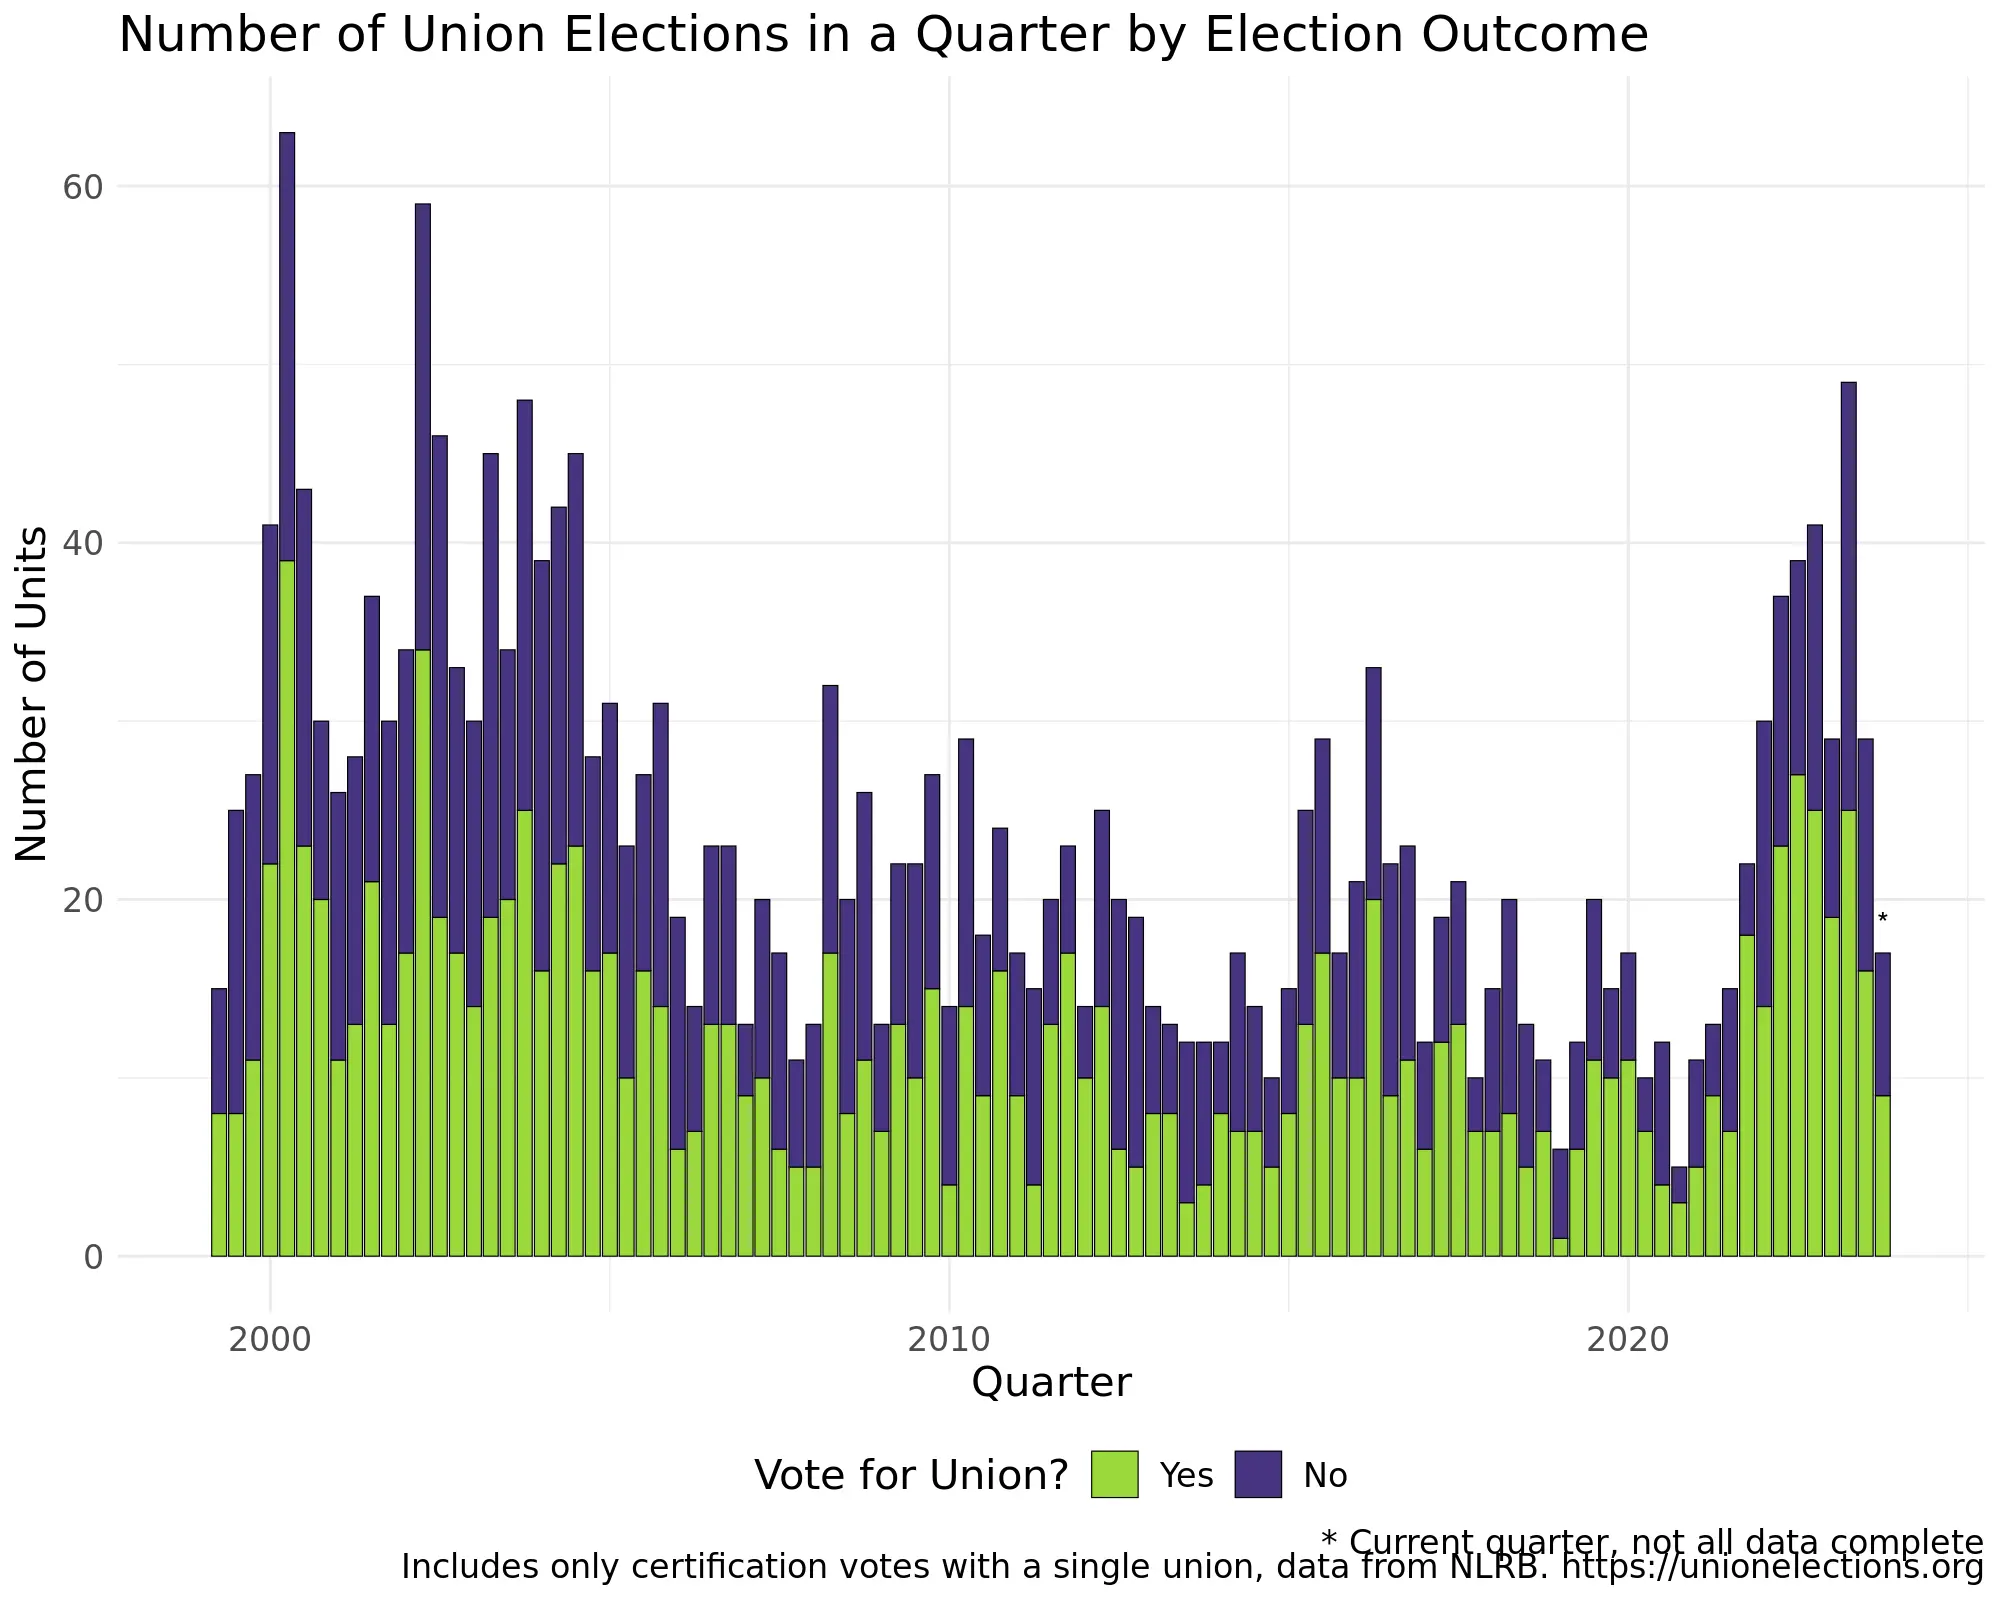 Number of Union Elections in a Quarter by Election Outcome
Number of Units
60
40
20
0
*
2000 2010 2020
Quarter
Vote for Union? Yes No
* Current quarter, not all data complete
Includes only certification votes with a single union, data from NLRB. https://unionelections.org